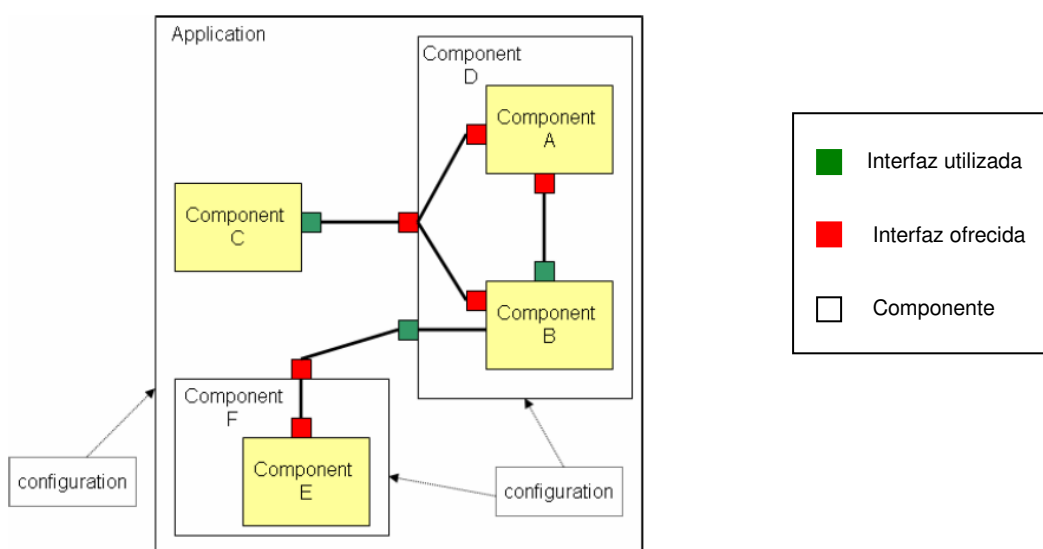 Application
Component
D
Component
A
Component
C
Component
B
Component
F
Component
E
configuration
configuration
Interfaz utilizada
Interfaz ofrecida
Componente